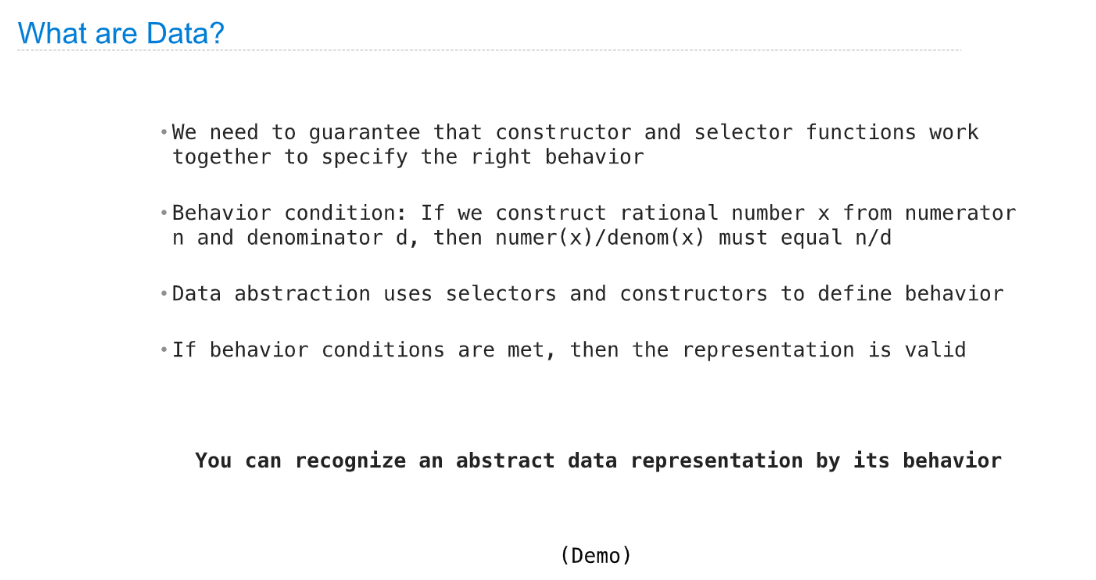 What are Data?
•We need to guarantee that constructor and selector functions work
together to specify the right behavior
•Behavior condition: If we construct rational number x from numerator
n and denominator d, then numer(x)/denom(x) must equal n/d
•Data abstraction uses selectors and constructors to define behavior
•If behavior conditions are met, then the representation is valid
You can recognize an abstract data representation by its behavior
(Demo)